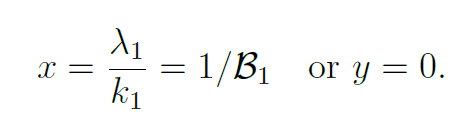 x = λ₁/k₁ = 1/ℬ₁ or y = 0.